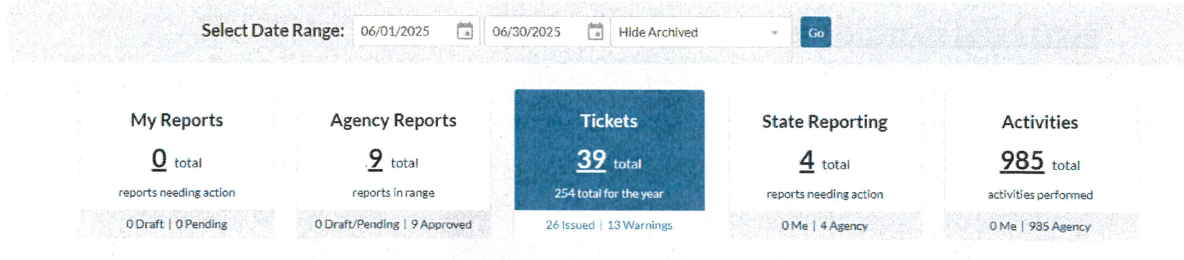 Select Date Range: 06/01/2025 06/30/2025 Hide Archived Go
My Reports
0 total
reports needing action
0 Draft | 0 Pending
Agency Reports
9 total
reports in range
0 Draft/Pending | 9 Approved
Tickets
39 total
254 total for the year
26 Issued | 13 Warnings
State Reporting
4 total
reports needing action
0 Me | 4 Agency
Activities
985 total
activities performed
0 Me | 985 Agency